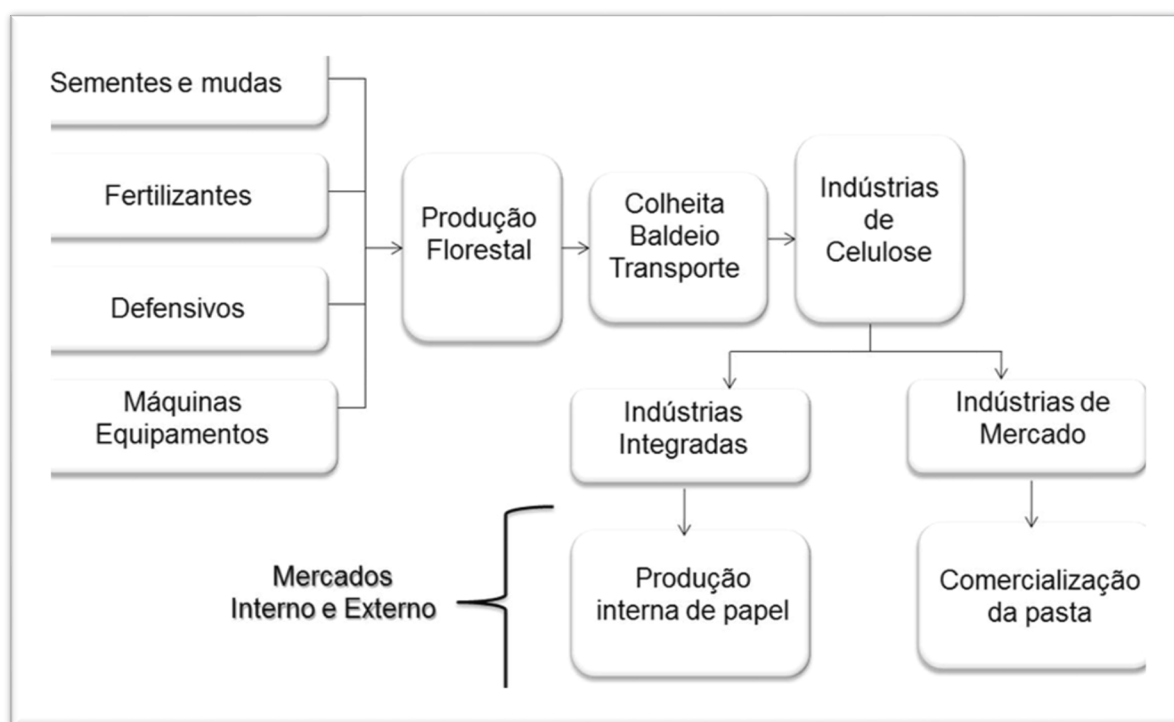 Sementes e mudas
Fertilizantes
Defensivos
Máquinas
Equipamentos
Produção
Florestal
Colheita
Baldeio
Transporte
Indústrias
de
Celulose
Indústrias
Integradas
Indústrias de
Mercado
Mercados
Interno e Externo
Produção
interna de papel
Comercialização
da pasta